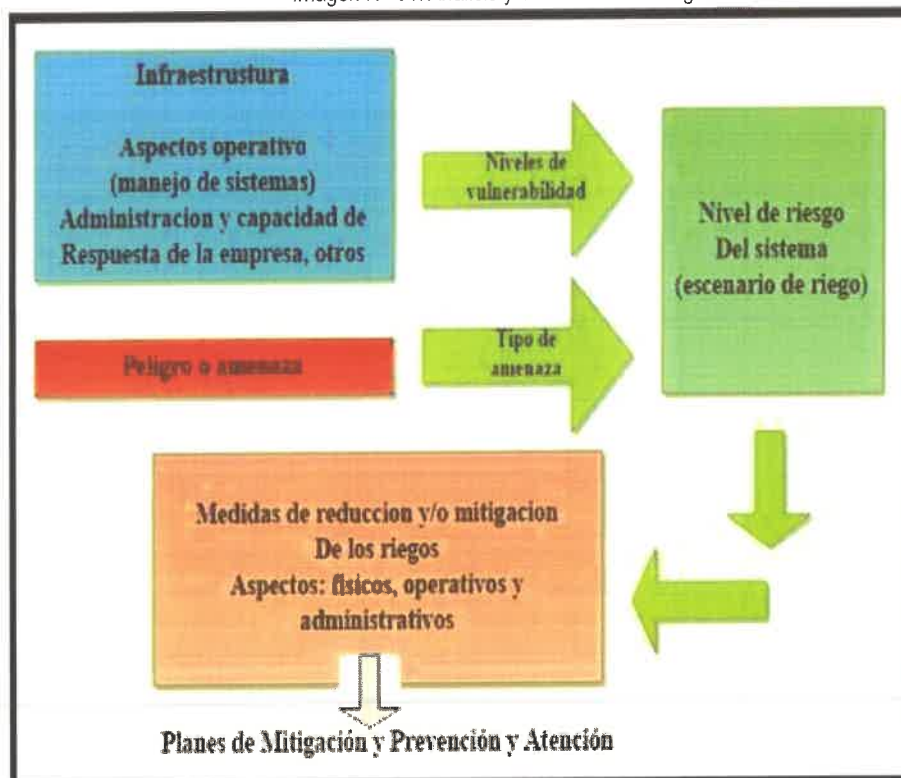 Infraestrustura
Aspectos operativo
(manejo de sistemas)
Administracion y capacidad de
Respuesta de la empresa, otros
Niveles de
vulnerabilidad
Nivel de riesgo
Del sistema
(escenario de riego)
Peligro o amenaza
Tipo de
amenaza
Medidas de reduccion y/o mitigacion
De los riegos
Aspectos: físicos, operativos y
administrativos
Planes de Mitigación y Prevención y Atención